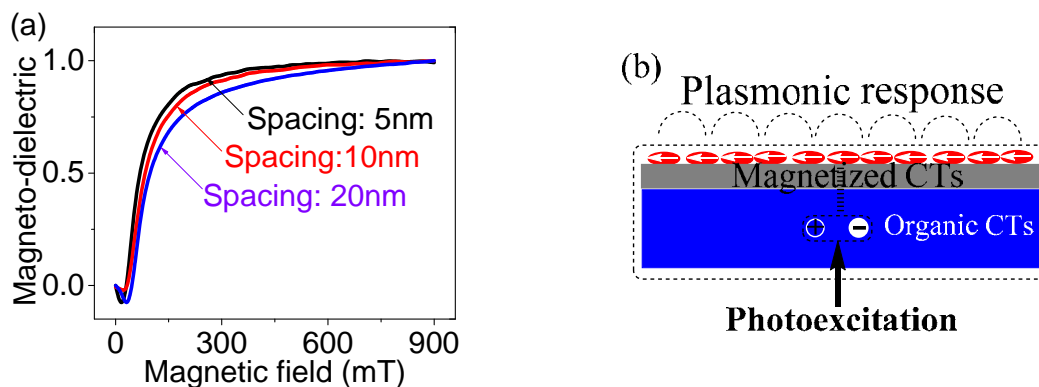 (a)
Magneto-dielectric
1.0
0.5
0.0
Spacing: 5nm
Spacing:10nm
Spacing: 20nm
0
300
600
900
Magnetic field (mT)
(b)
Plasmonic response
Magnetized CTs
+
−
Organic CTs
Photoexcitation